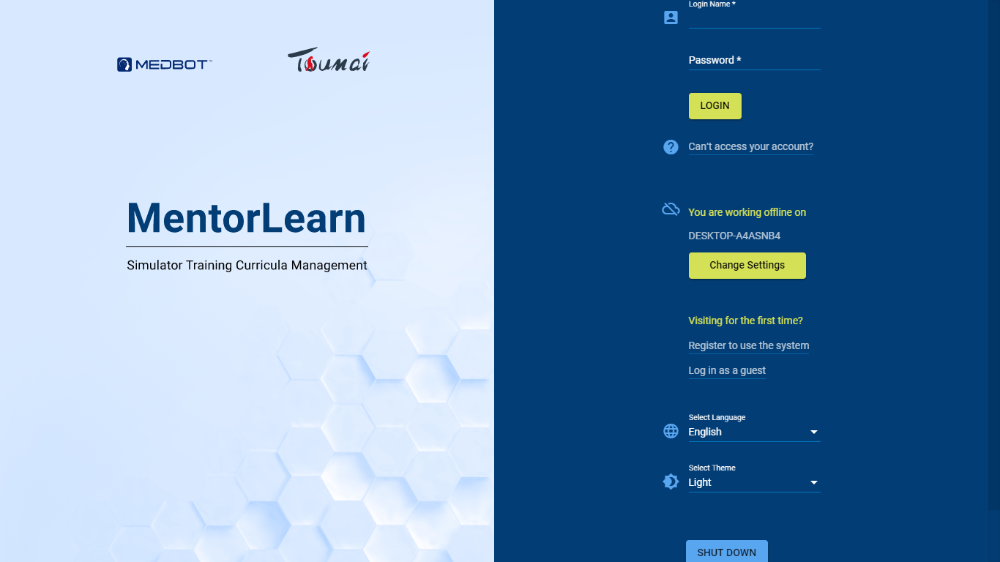 MEDBOT™
Toumai
MentorLearn
Simulator Training Curricula Management
Login Name *
Password *
LOGIN
Can't access your account?
You are working offline on
DESKTOP-A4ASNB4
Change Settings
Visiting for the first time?
Register to use the system
Log in as a guest
Select Language
English
Select Theme
Light
SHUT DOWN